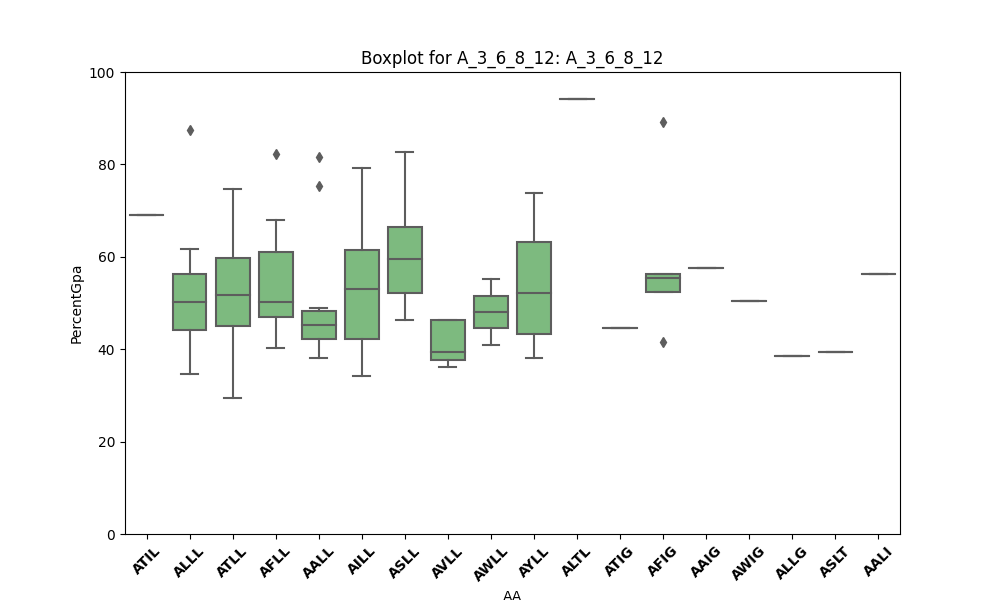 Boxplot for A_3_6_8_12: A_3_6_8_12
100
80
60
40
20
0
PercentGpa
ATIL
ALLL
ATLL
AFLL
AALL
AILL
ASLL
AVLL
AWLL
AYLL
ALTL
ATIG
AFIG
AAIG
AWIG
ALLG
ASLT
AALI
AA